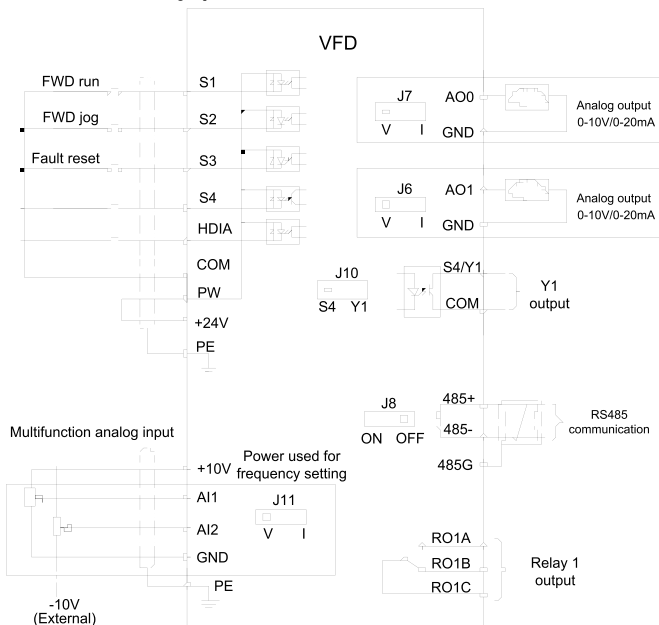 VFD
FWD run
S1
FWD jog
S2
Fault reset
S3
S4
HDIA
COM
PW
+24V
PE
J7
V I
AO0
GND
Analog output
0-10V/0-20mA
J6
V I
AO1
GND
Analog output
0-10V/0-20mA
J10
S4 Y1
S4/Y1
COM
Y1
output
J8
ON OFF
485+
485-
485G
RS485
communication
Multifunction analog input
Power used for
frequency setting
+10V
AI1
AI2
GND
PE
J11
V I
-10V
(External)
RO1A
RO1B
RO1C
Relay 1
output